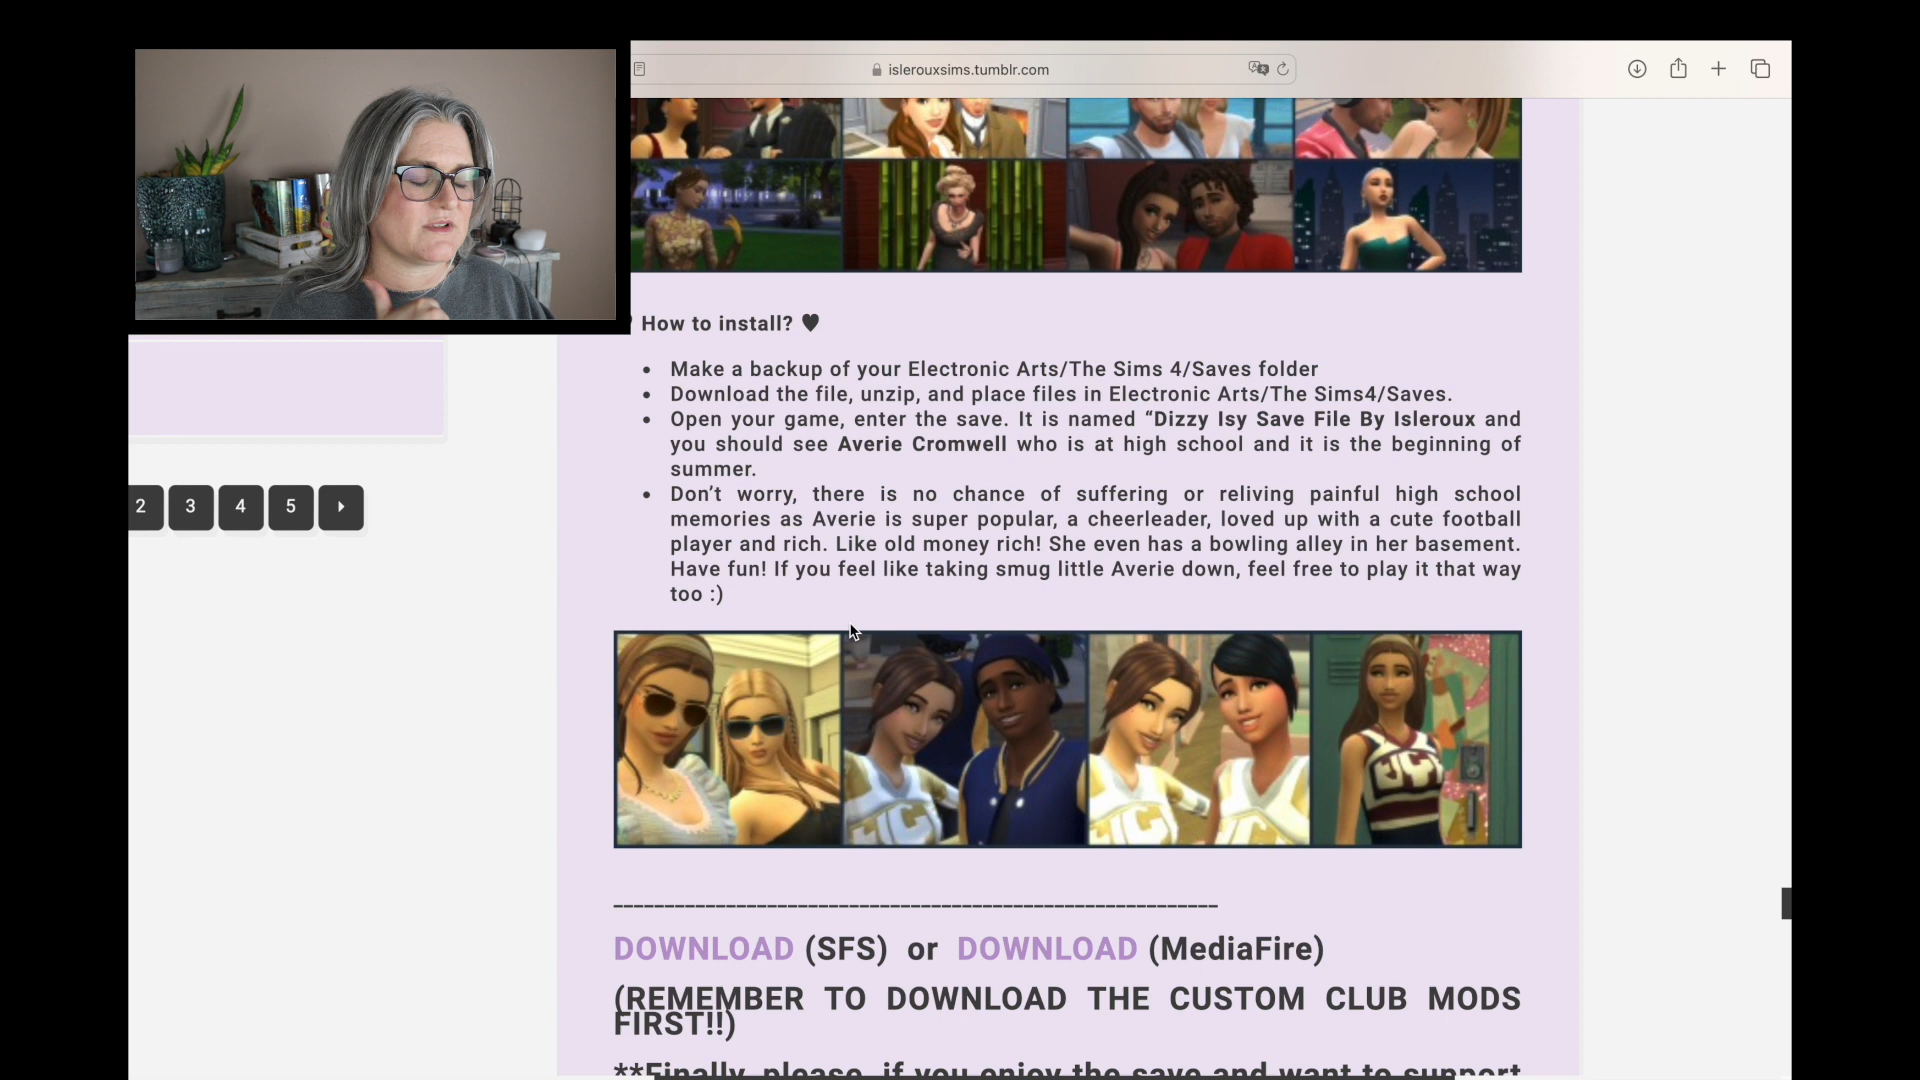 islerouxsims.tumblr.com
How to install? ♥
• Make a backup of your Electronic Arts/The Sims 4/Saves folder
• Download the file, unzip, and place files in Electronic Arts/The Sims4/Saves.
• Open your game, enter the save. It is named “Dizzy Isy Save File By Isleroux and
you should see Averie Cromwell who is at high school and it is the beginning of
summer.
• Don’t worry, there is no chance of suffering or reliving painful high school
memories as Averie is super popular, a cheerleader, loved up with a cute football
player and rich. Like old money rich! She even has a bowling alley in her basement.
Have fun! If you feel like taking smug little Averie down, feel free to play it that way
too :)
2 3 4 5
DOWNLOAD (SFS) or DOWNLOAD (MediaFire)
(REMEMBER TO DOWNLOAD THE CUSTOM CLUB MODS
FIRST!!)
**Finally, please, if you enjoy the save and want to support